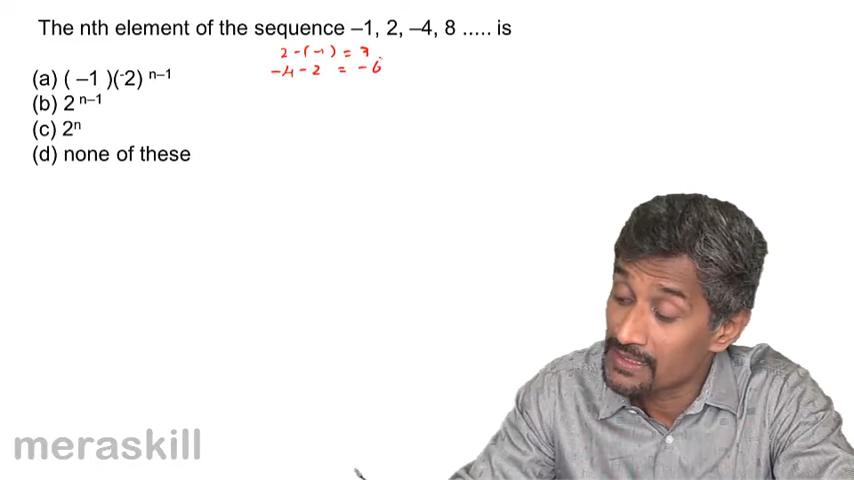 The nth element of the sequence –1, 2, –4, 8 ..... is
2 - (-1) = 3
-4 - 2 = -6
(a) ( –1 )(-2) n–1
(b) 2 n–1
(c) 2n
(d) none of these
meraskill